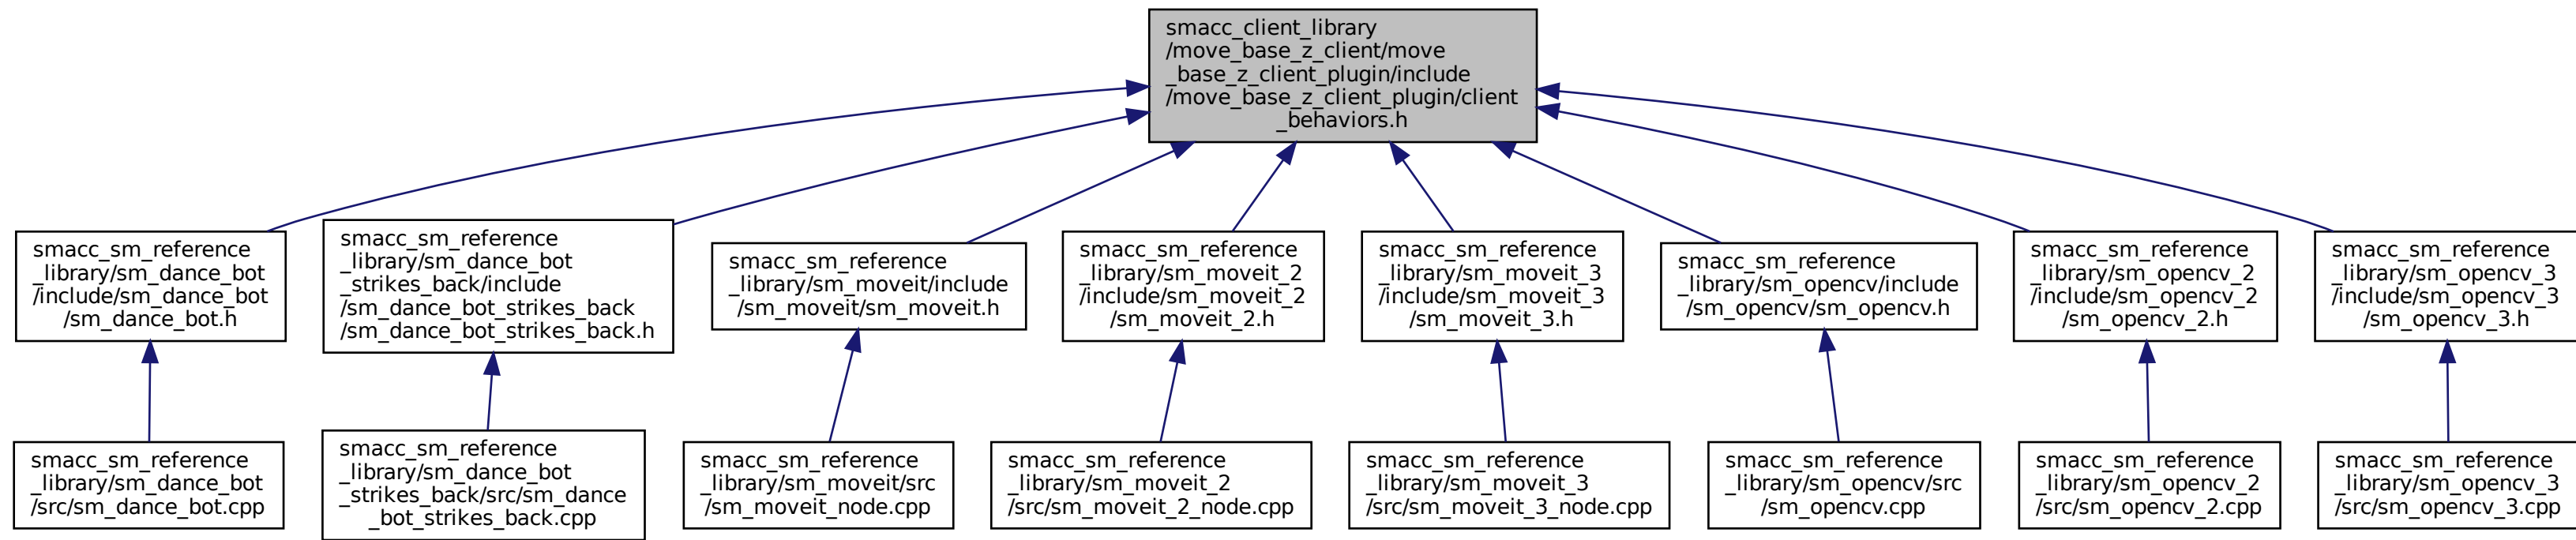 smacc_client_library
/move_base_z_client/move
_base_z_client_plugin/include
/move_base_z_client_plugin/client
_behaviors.h
smacc_sm_reference
_library/sm_dance_bot
/include/sm_dance_bot
/sm_dance_bot.h
smacc_sm_reference
_library/sm_dance_bot
_strikes_back/include
/sm_dance_bot_strikes_back
/sm_dance_bot_strikes_back.h
smacc_sm_reference
_library/sm_moveit/include
/sm_moveit/sm_moveit.h
smacc_sm_reference
_library/sm_moveit_2
/include/sm_moveit_2
/sm_moveit_2.h
smacc_sm_reference
_library/sm_moveit_3
/include/sm_moveit_3
/sm_moveit_3.h
smacc_sm_reference
_library/sm_opencv/include
/sm_opencv/sm_opencv.h
smacc_sm_reference
_library/sm_opencv_2
/include/sm_opencv_2
/sm_opencv_2.h
smacc_sm_reference
_library/sm_opencv_3
/include/sm_opencv_3
/sm_opencv_3.h
smacc_sm_reference
_library/sm_dance_bot
/src/sm_dance_bot.cpp
smacc_sm_reference
_library/sm_dance_bot
_strikes_back/src/sm_dance
_bot_strikes_back.cpp
smacc_sm_reference
_library/sm_moveit/src
/sm_moveit_node.cpp
smacc_sm_reference
_library/sm_moveit_2
/src/sm_moveit_2_node.cpp
smacc_sm_reference
_library/sm_moveit_3
/src/sm_moveit_3_node.cpp
smacc_sm_reference
_library/sm_opencv/src
/sm_opencv.cpp
smacc_sm_reference
_library/sm_opencv_2
/src/sm_opencv_2.cpp
smacc_sm_reference
_library/sm_opencv_3
/src/sm_opencv_3.cpp